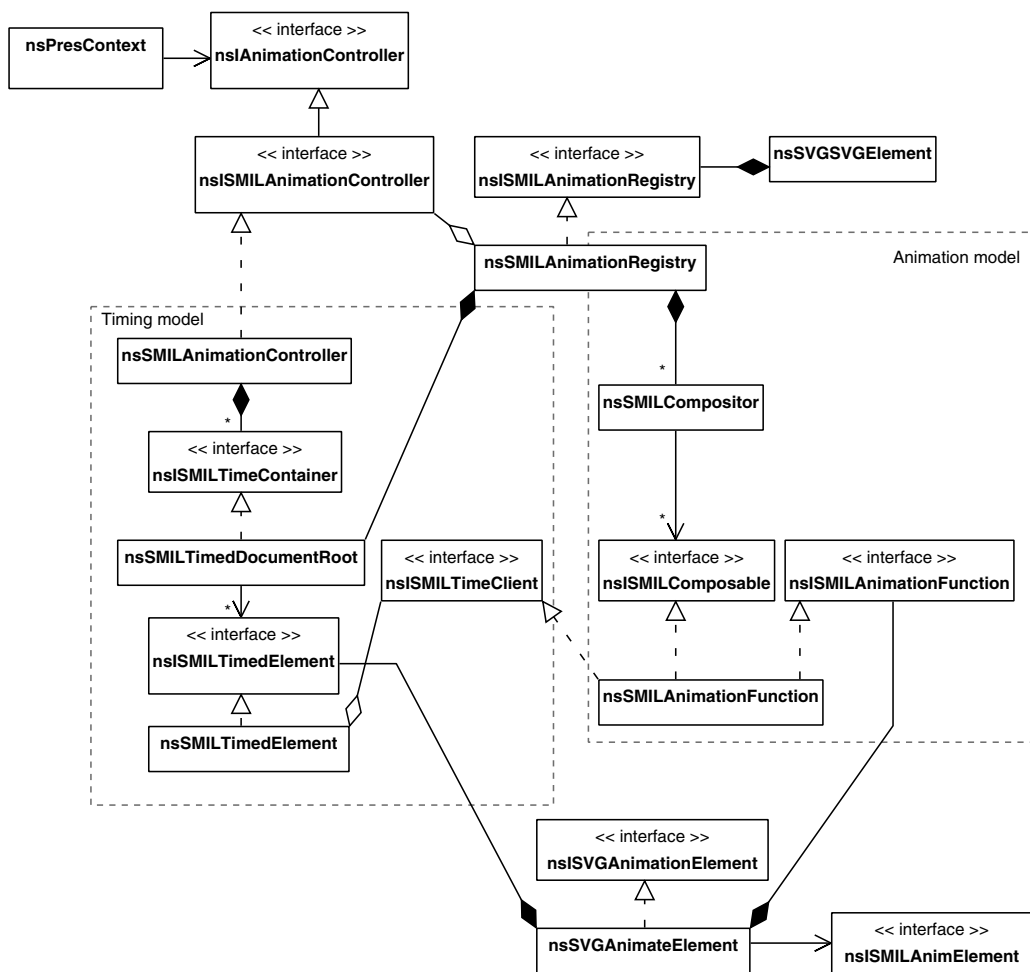 << interface >>
nsIAnimationController
nsPresContext
<< interface >>
nsISMILAnimationController
<< interface >>
nsISMILAnimationRegistry
nsSVGSVGElement
nsSMILAnimationRegistry
Animation model
Timing model
nsSMILAnimationController
*
<< interface >>
nsISMILTimeContainer
*
nsSMILCompositor
*
nsSMILTimedDocumentRoot
<< interface >>
nsISMILTimeClient
<< interface >>
nsISMILComposable
<< interface >>
nsISMILAnimationFunction
*
<< interface >>
nsISMILTimedElement
nsSMILAnimationFunction
nsSMILTimedElement
<< interface >>
nsISVGAnimationElement
nsSVGAnimateElement
<< interface >>
nsISMILAnimElement